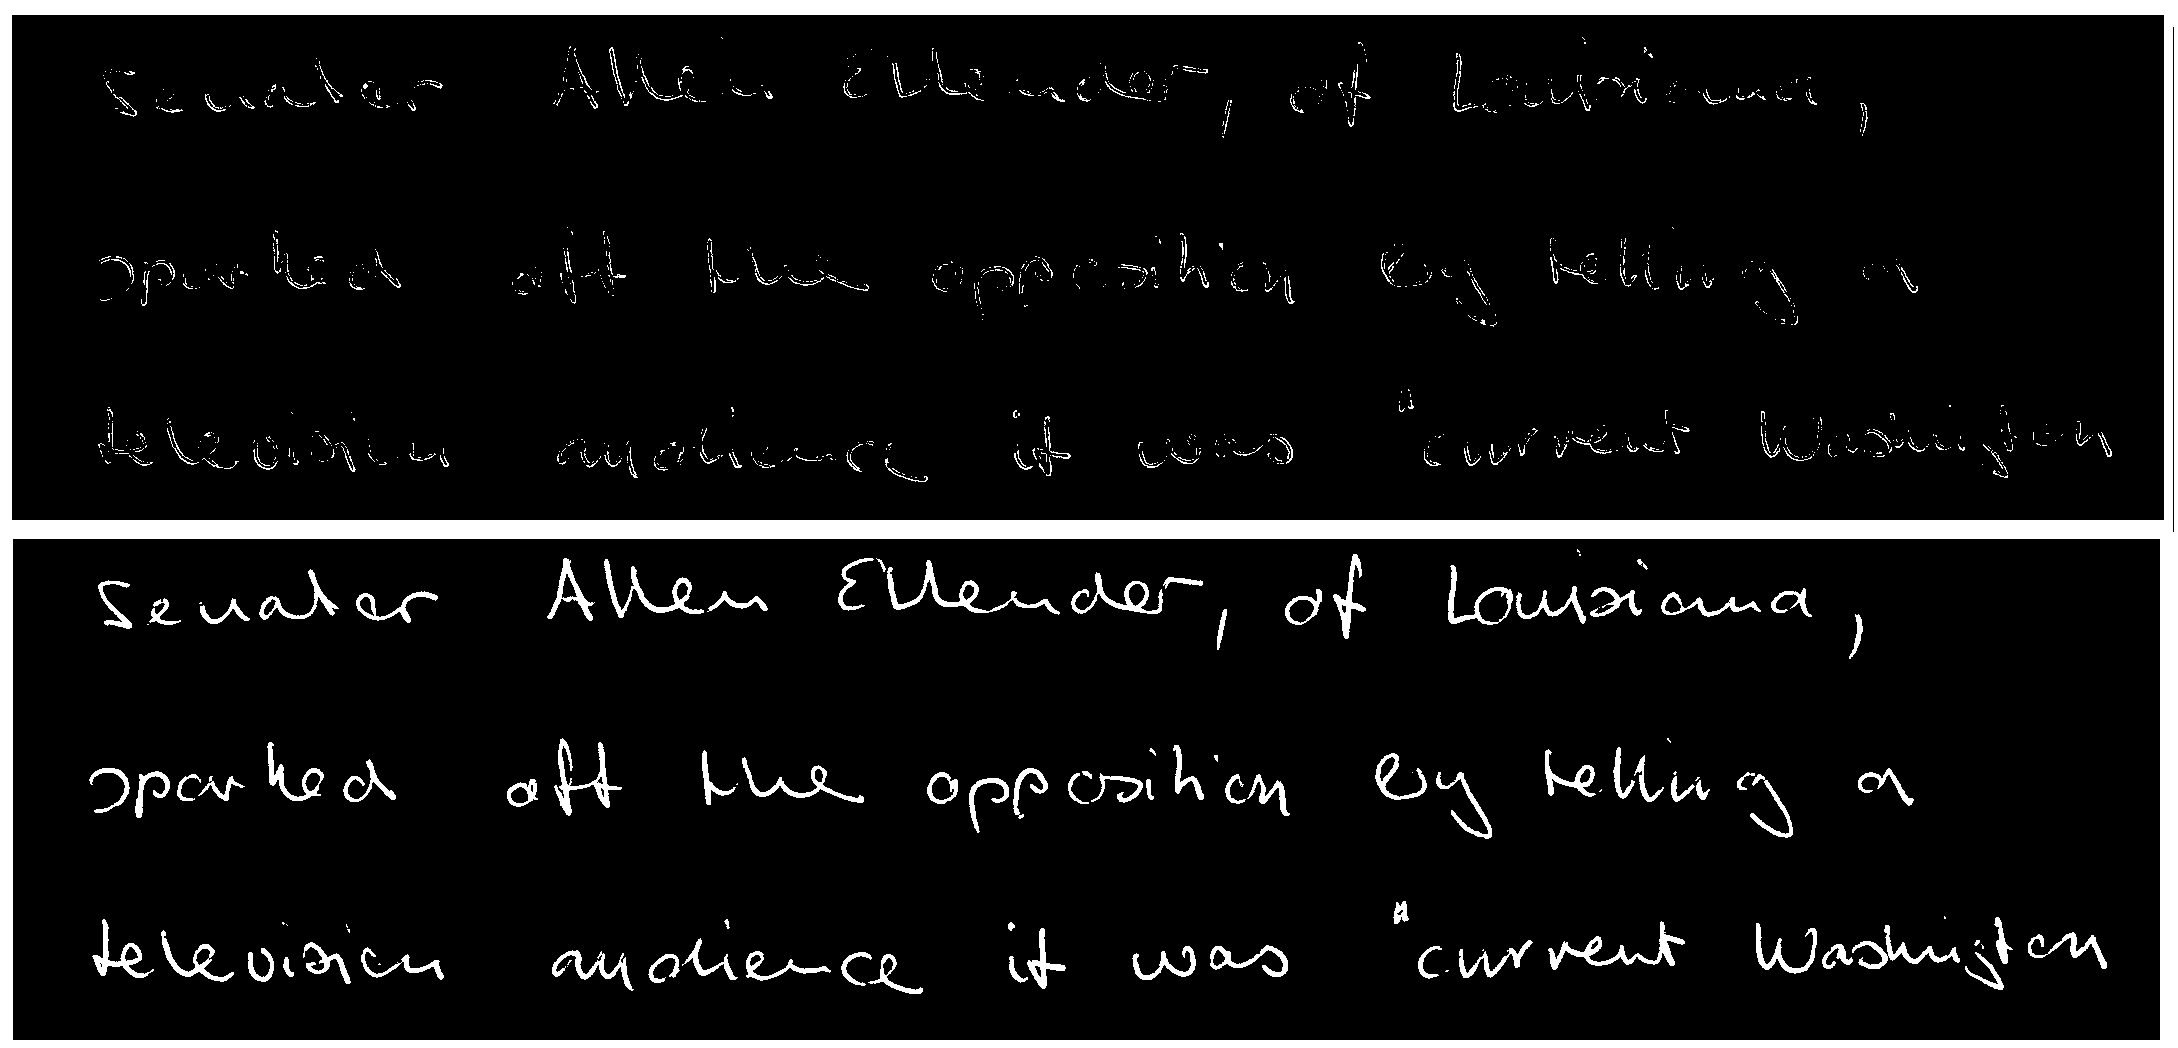 Senator Allen Ellender, of Louisiana,
sparked off the opposition by telling a
television audience it was "current Washington
Senator Allen Ellender, of Louisiana,
sparked off the opposition by telling a
television audience it was "current Washington